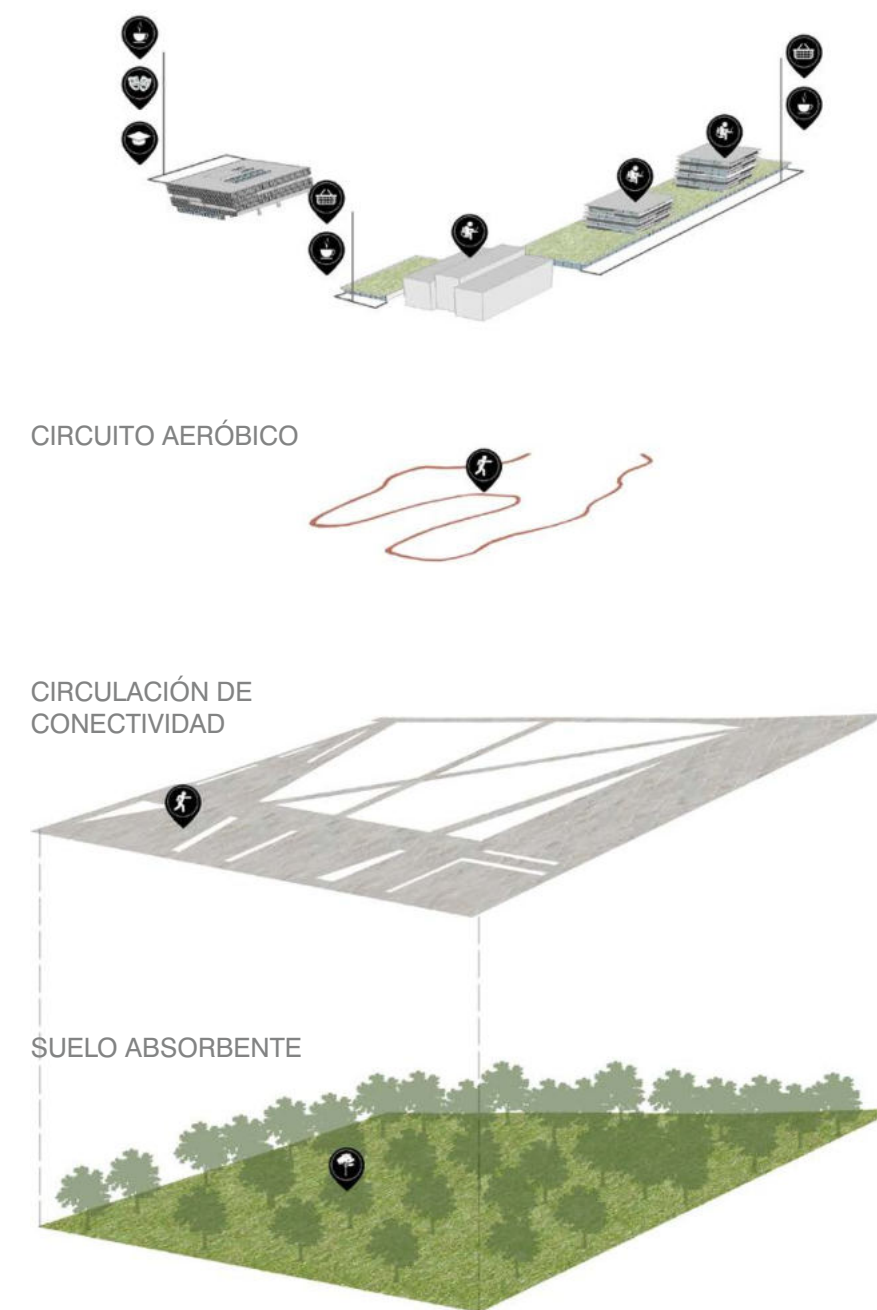 CIRCUITO AERÓBICO
CIRCULACIÓN DE
CONECTIVIDAD
SUELO ABSORBENTE